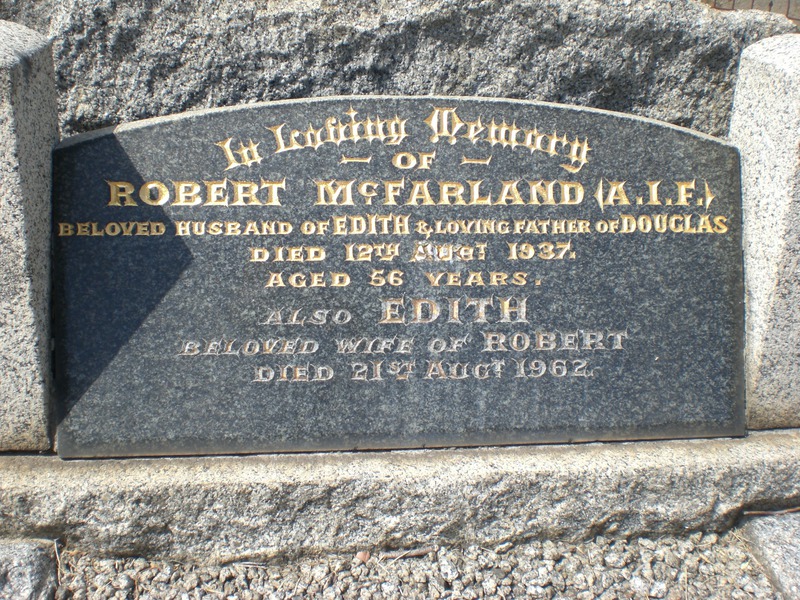 In Loving Memory
— OF —
ROBERT McFARLAND (A.I.F.)
BELOVED HUSBAND OF EDITH & LOVING FATHER OF DOUGLAS
DIED 12TH AUGT 1937.
AGED 56 YEARS.
ALSO EDITH
BELOVED WIFE OF ROBERT
DIED 21ST AUGT 1962.